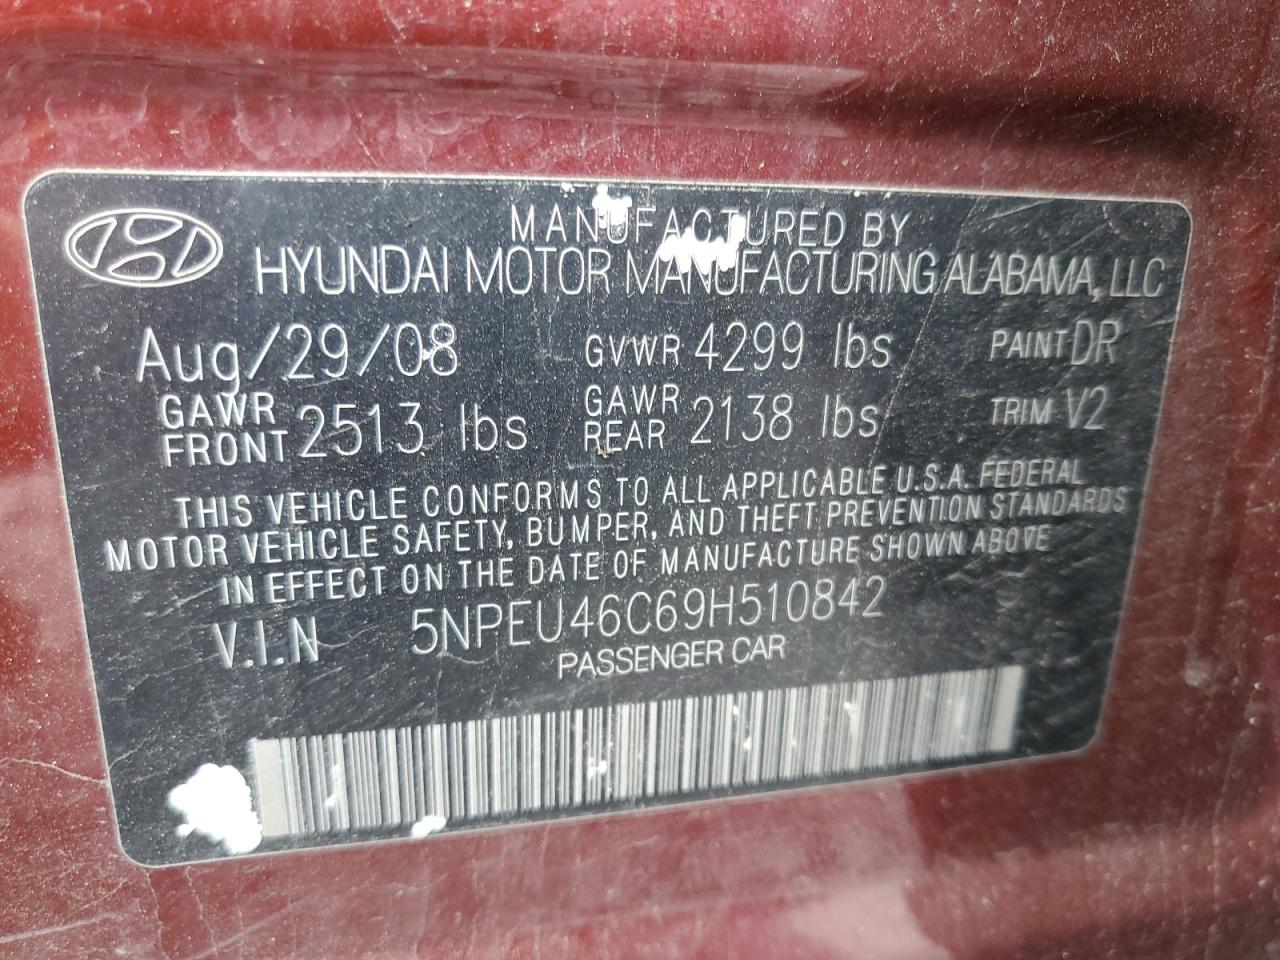 MANUFACTURED BY
HYUNDAI MOTOR MANUFACTURING ALABAMA, LLC
Aug/29/08 GVWR 4299 lbs PAINT DR
GAWR FRONT 2513 lbs GAWR REAR 2138 lbs TRIM V2
THIS VEHICLE CONFORMS TO ALL APPLICABLE U.S.A. FEDERAL
MOTOR VEHICLE SAFETY, BUMPER, AND THEFT PREVENTION STANDARDS
IN EFFECT ON THE DATE OF MANUFACTURE SHOWN ABOVE
V.I.N 5NPEU46C69H510842
PASSENGER CAR